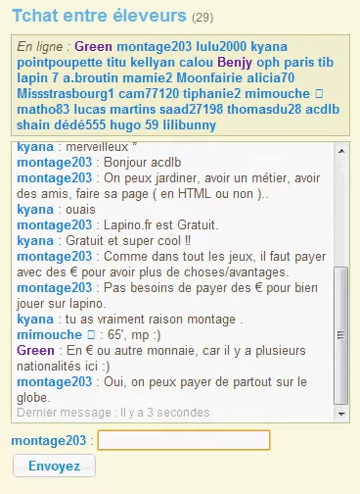 Tchat entre éleveurs (29)
En ligne : Green montage203 lulu2000 kyana
pointpoupette titu kellyan calou Benjy oph paris tib
lapin 7 a.broutin mamie2 Moonfairie alicia70
Missstrasbourg1 cam77120 tiphanie2 mimouche
matho83 lucas martins saad27198 thomasdu28 acdlb
shain dédé555 hugo 59 lilibunny
kyana : merveilleux *
montage203 : Bonjour acdlb
montage203 : On peux jardiner, avoir un métier, avoir
des amis, faire sa page ( en HTML ou non )..
kyana : ouais
montage203 : Lapino.fr est Gratuit.
kyana : Gratuit et super cool !!
montage203 : Comme dans tout les jeux, il faut payer
avec des € pour avoir plus de choses/avantages.
montage203 : Pas besoins de payer des € pour bien
jouer sur lapino.
kyana : tu as vraiment raison montage .
mimouche : 65', mp :)
Green : En € ou autre monnaie, car il y a plusieurs
nationalités ici :)
montage203 : Oui, on peux payer de partout sur le
globe.
Dernier message : Il y a 3 secondes
montage203 :
Envoyez